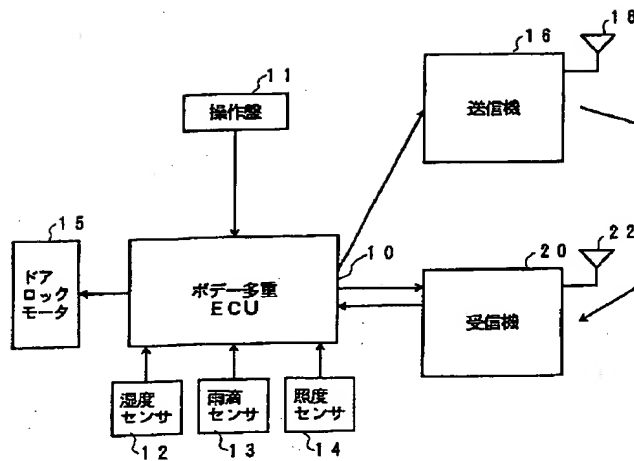 １６
１８
送信機
１１
操作盤
１５
ドア
ロック
モータ
ボデー多重
ＥＣＵ
１０
２０
２２
受信機
湿度
センサ
雨滴
センサ
照度
センサ
１２
１３
１４